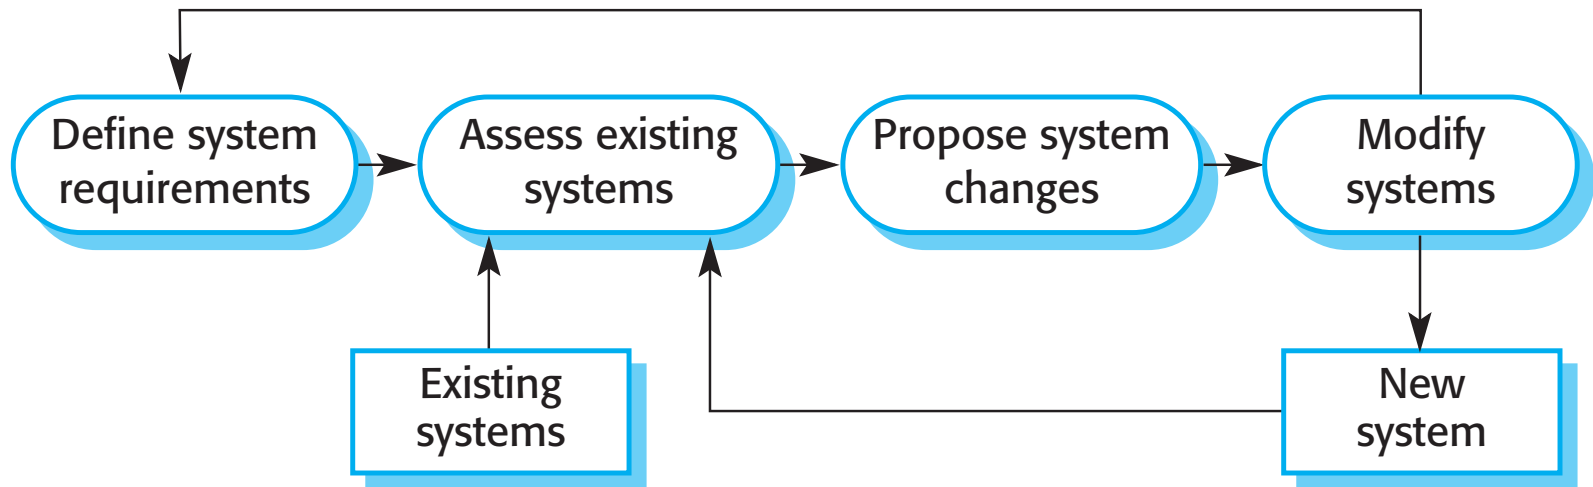 Define system
requirements
Assess existing
systems
Propose system
changes
Modify
systems
Existing
systems
New
system